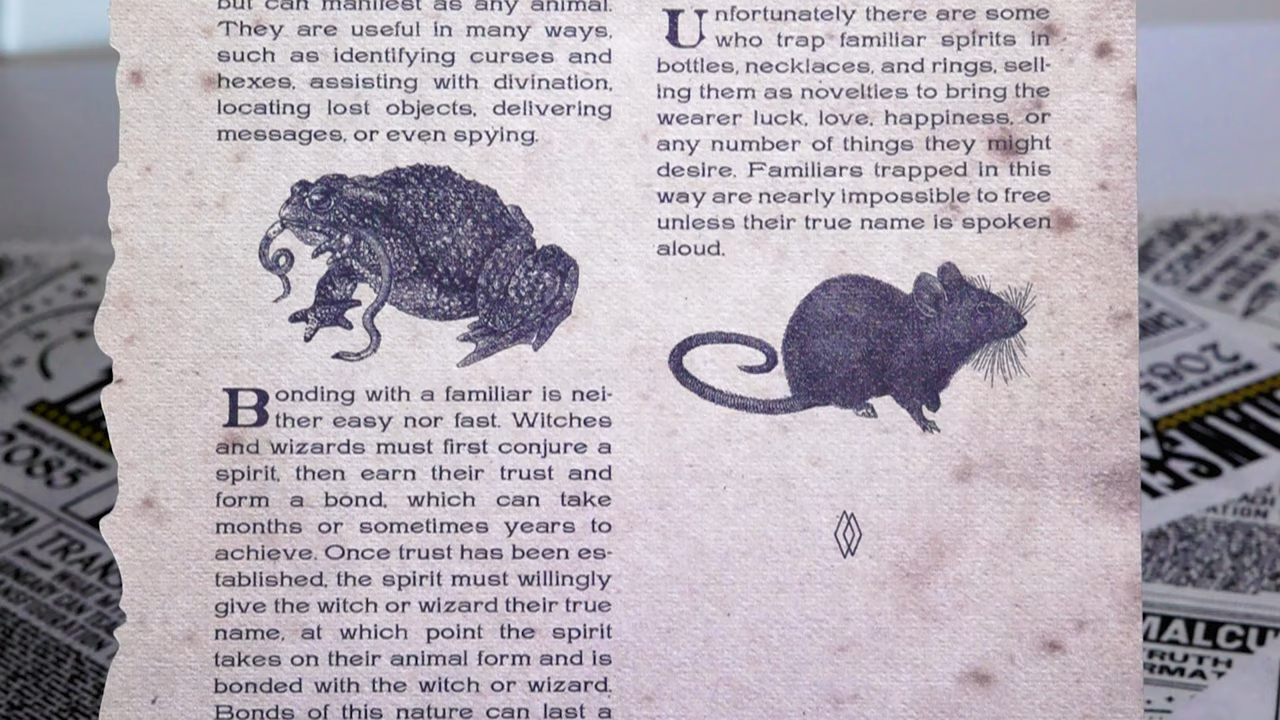 but can manifest as any animal.
They are useful in many ways,
such as identifying curses and
hexes, assisting with divination,
locating lost objects, delivering
messages, or even spying.
Bonding with a familiar is nei-
ther easy nor fast. Witches
and wizards must first conjure a
spirit, then earn their trust and
form a bond, which can take
months or sometimes years to
achieve. Once trust has been es-
tablished, the spirit must willingly
give the witch or wizard their true
name, at which point the spirit
takes on their animal form and is
bonded with the witch or wizard.
Bonds of this nature can last a
Unfortunately there are some
who trap familiar spirits in
bottles, necklaces, and rings, sell-
ing them as novelties to bring the
wearer luck, love, happiness, or
any number of things they might
desire. Familiars trapped in this
way are nearly impossible to free
unless their true name is spoken
aloud.
2085